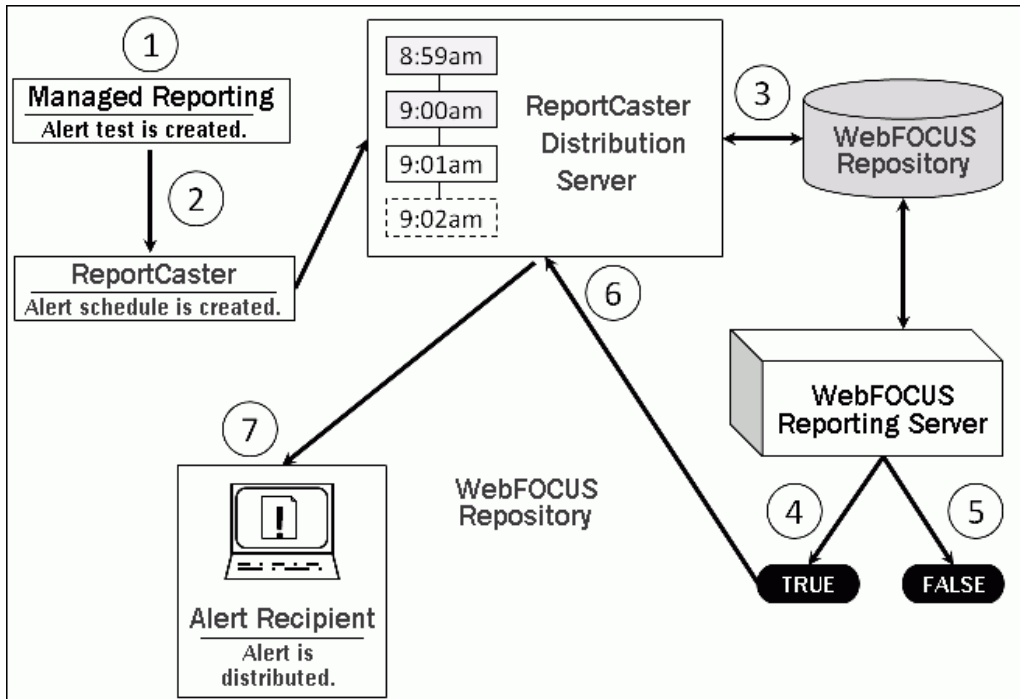 1
Managed Reporting
Alert test is created.
2
ReportCaster
Alert schedule is created.
8:59am
9:00am
9:01am
9:02am
ReportCaster
Distribution
Server
3
WebFOCUS
Repository
WebFOCUS
Reporting Server
4
5
TRUE
FALSE
6
7
WebFOCUS
Repository
!
Alert Recipient
Alert is
distributed.